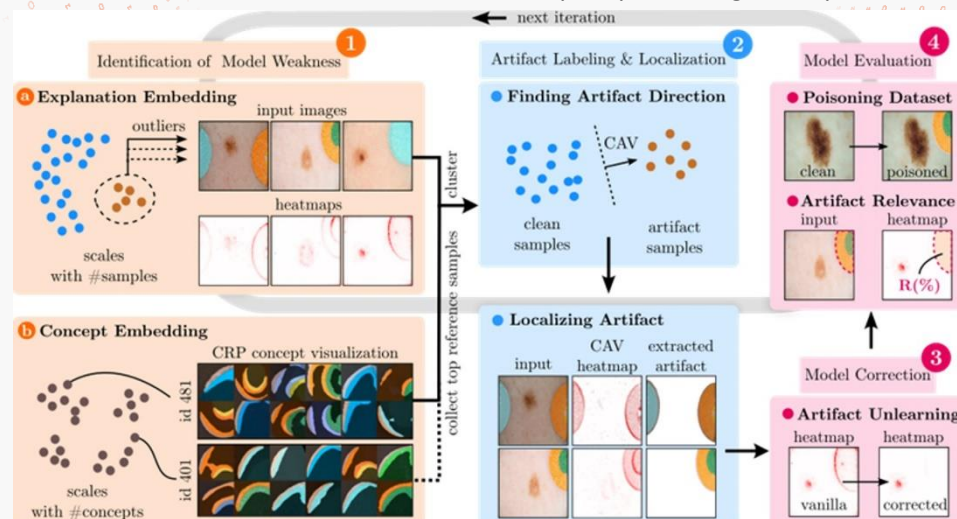 next iteration
1
Identification of Model Weakness
a Explanation Embedding
outliers
input images
heatmaps
scales
with #samples
cluster
b Concept Embedding
CRP concept visualization
id 481
id 401
scales
with #concepts
collect top reference samples
2
Artifact Labeling & Localization
Finding Artifact Direction
CAV
clean
samples
artifact
samples
Localizing Artifact
input
CAV
heatmap
extracted
artifact
4
Model Evaluation
Poisoning Dataset
clean
poisoned
Artifact Relevance
input
heatmap
R(%)
3
Model Correction
Artifact Unlearning
heatmap
heatmap
vanilla
corrected